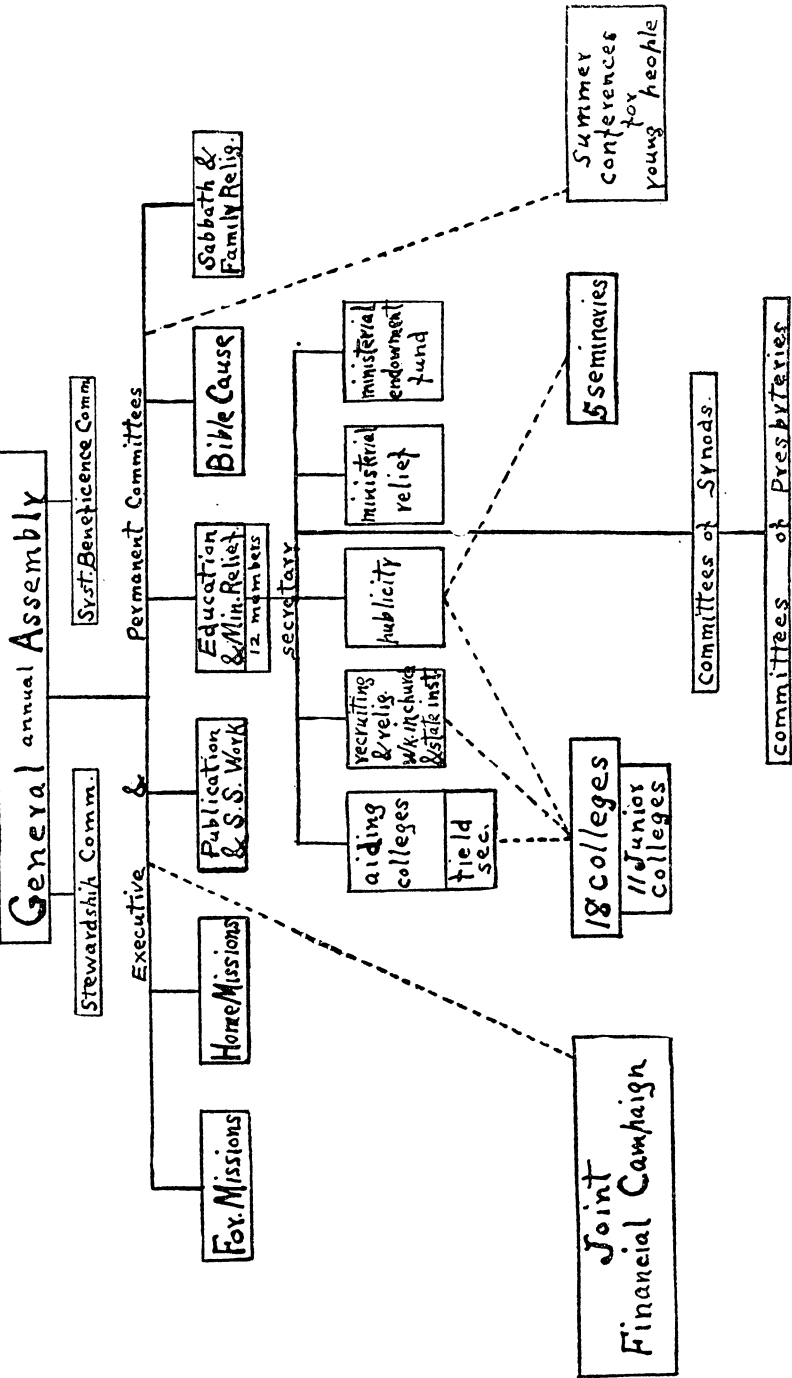 General annual Assembly
Stewardship Comm.
Syst. Beneficence Comm
Executive & Permanent Committees
For. Missions
Home Missions
Publication
& S.S. Work
Education
& Min. Relief.
12 members
Bible Cause
Sabbath &
Family Relig.
secretary
aiding
colleges
field
sec.
recruiting
& relig.
Wk. in church
& state inst.
publicity
ministerial
relief
ministerial
endowment
fund
Joint
Financial Campaign
18 colleges
11 Junior
colleges
5 seminaries
Summer
conferences
for
young people
committees of Synods.
committees of Presbyteries